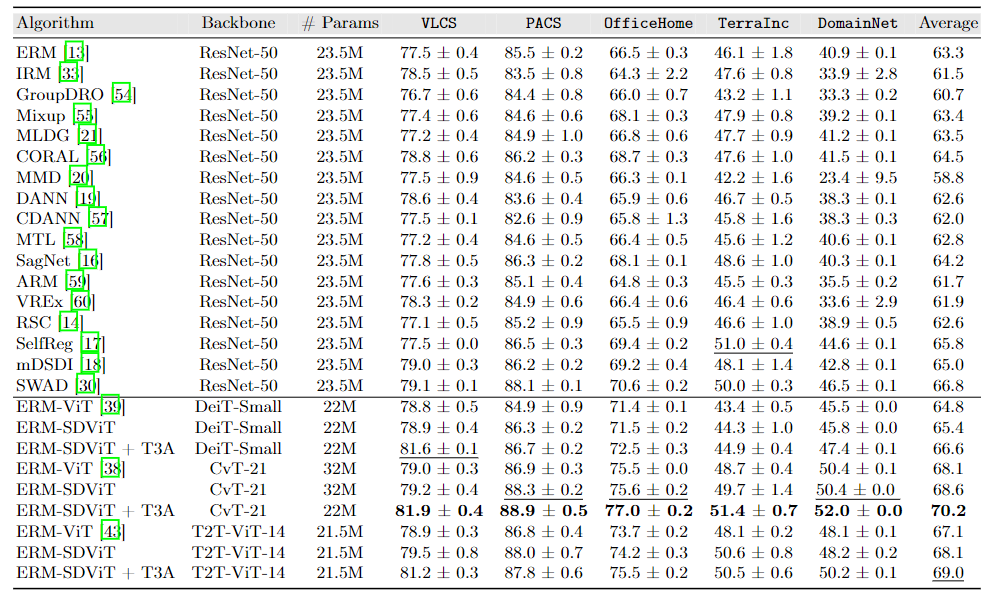 Algorithm Backbone # Params VLCS PACS OfficeHome TerraInc DomainNet Average
ERM [13] ResNet-50 23.5M 77.5 ± 0.4 85.5 ± 0.2 66.5 ± 0.3 46.1 ± 1.8 40.9 ± 0.1 63.3
IRM [33] ResNet-50 23.5M 78.5 ± 0.5 83.5 ± 0.8 64.3 ± 2.2 47.6 ± 0.8 33.9 ± 2.8 61.5
GroupDRO [54] ResNet-50 23.5M 76.7 ± 0.6 84.4 ± 0.8 66.0 ± 0.7 43.2 ± 1.1 33.3 ± 0.2 60.7
Mixup [55] ResNet-50 23.5M 77.4 ± 0.6 84.6 ± 0.6 68.1 ± 0.3 47.9 ± 0.8 39.2 ± 0.1 63.4
MLDG [21] ResNet-50 23.5M 77.2 ± 0.4 84.9 ± 1.0 66.8 ± 0.6 47.7 ± 0.9 41.2 ± 0.1 63.5
CORAL [56] ResNet-50 23.5M 78.8 ± 0.6 86.2 ± 0.3 68.7 ± 0.3 47.6 ± 1.0 41.5 ± 0.1 64.5
MMD [20] ResNet-50 23.5M 77.5 ± 0.9 84.6 ± 0.5 66.3 ± 0.1 42.2 ± 1.6 23.4 ± 9.5 58.8
DANN [19] ResNet-50 23.5M 78.6 ± 0.4 83.6 ± 0.4 65.9 ± 0.6 46.7 ± 0.5 38.3 ± 0.1 62.6
CDANN [57] ResNet-50 23.5M 77.5 ± 0.1 82.6 ± 0.9 65.8 ± 1.3 45.8 ± 1.6 38.3 ± 0.3 62.0
MTL [58] ResNet-50 23.5M 77.2 ± 0.4 84.6 ± 0.5 66.4 ± 0.5 45.6 ± 1.2 40.6 ± 0.1 62.8
SagNet [16] ResNet-50 23.5M 77.8 ± 0.5 86.3 ± 0.2 68.1 ± 0.1 48.6 ± 1.0 40.3 ± 0.1 64.2
ARM [59] ResNet-50 23.5M 77.6 ± 0.3 85.1 ± 0.4 64.8 ± 0.3 45.5 ± 0.3 35.5 ± 0.2 61.7
VREx [60] ResNet-50 23.5M 78.3 ± 0.2 84.9 ± 0.6 66.4 ± 0.6 46.4 ± 0.6 33.6 ± 2.9 61.9
RSC [14] ResNet-50 23.5M 77.1 ± 0.5 85.2 ± 0.9 65.5 ± 0.9 46.6 ± 1.0 38.9 ± 0.5 62.6
SelfReg [17] ResNet-50 23.5M 77.5 ± 0.0 86.5 ± 0.3 69.4 ± 0.2 51.0 ± 0.4 44.6 ± 0.1 65.8
mDSDI [18] ResNet-50 23.5M 79.0 ± 0.3 86.2 ± 0.2 69.2 ± 0.4 48.1 ± 1.4 42.8 ± 0.1 65.0
SWAD [30] ResNet-50 23.5M 79.1 ± 0.1 88.1 ± 0.1 70.6 ± 0.2 50.0 ± 0.3 46.5 ± 0.1 66.8
ERM-ViT [39] DeiT-Small 22M 78.8 ± 0.5 84.9 ± 0.9 71.4 ± 0.1 43.4 ± 0.5 45.5 ± 0.0 64.8
ERM-SDViT DeiT-Small 22M 78.9 ± 0.4 86.3 ± 0.2 71.5 ± 0.2 44.3 ± 1.0 45.8 ± 0.0 65.4
ERM-SDViT + T3A DeiT-Small 22M 81.6 ± 0.1 86.7 ± 0.2 72.5 ± 0.3 44.9 ± 0.4 47.4 ± 0.1 66.6
ERM-ViT [38] CvT-21 32M 79.0 ± 0.3 86.9 ± 0.3 75.5 ± 0.0 48.7 ± 0.4 50.4 ± 0.1 68.1
ERM-SDViT CvT-21 32M 79.2 ± 0.4 88.3 ± 0.2 75.6 ± 0.2 49.7 ± 1.4 50.4 ± 0.0 68.6
ERM-SDViT + T3A CvT-21 22M 81.9 ± 0.4 88.9 ± 0.5 77.0 ± 0.2 51.4 ± 0.7 52.0 ± 0.0 70.2
ERM-ViT [43] T2T-ViT-14 21.5M 78.9 ± 0.3 86.8 ± 0.4 73.7 ± 0.2 48.1 ± 0.2 48.1 ± 0.1 67.1
ERM-SDViT T2T-ViT-14 21.5M 79.5 ± 0.8 88.0 ± 0.7 74.2 ± 0.3 50.6 ± 0.8 48.2 ± 0.2 68.1
ERM-SDViT + T3A T2T-ViT-14 21.5M 81.2 ± 0.3 87.8 ± 0.6 75.5 ± 0.2 50.5 ± 0.6 50.2 ± 0.1 69.0